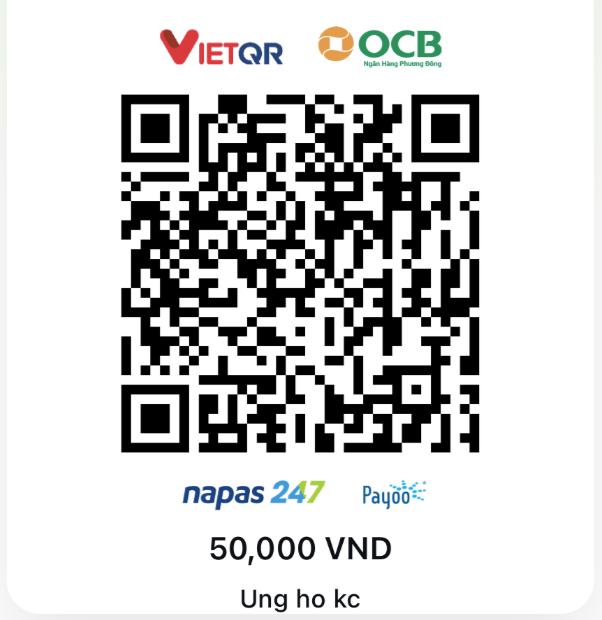 VIETQR OCB
Ngân Hàng Phương Đông
napas 247 Payoo
50,000 VND
Ung ho kc